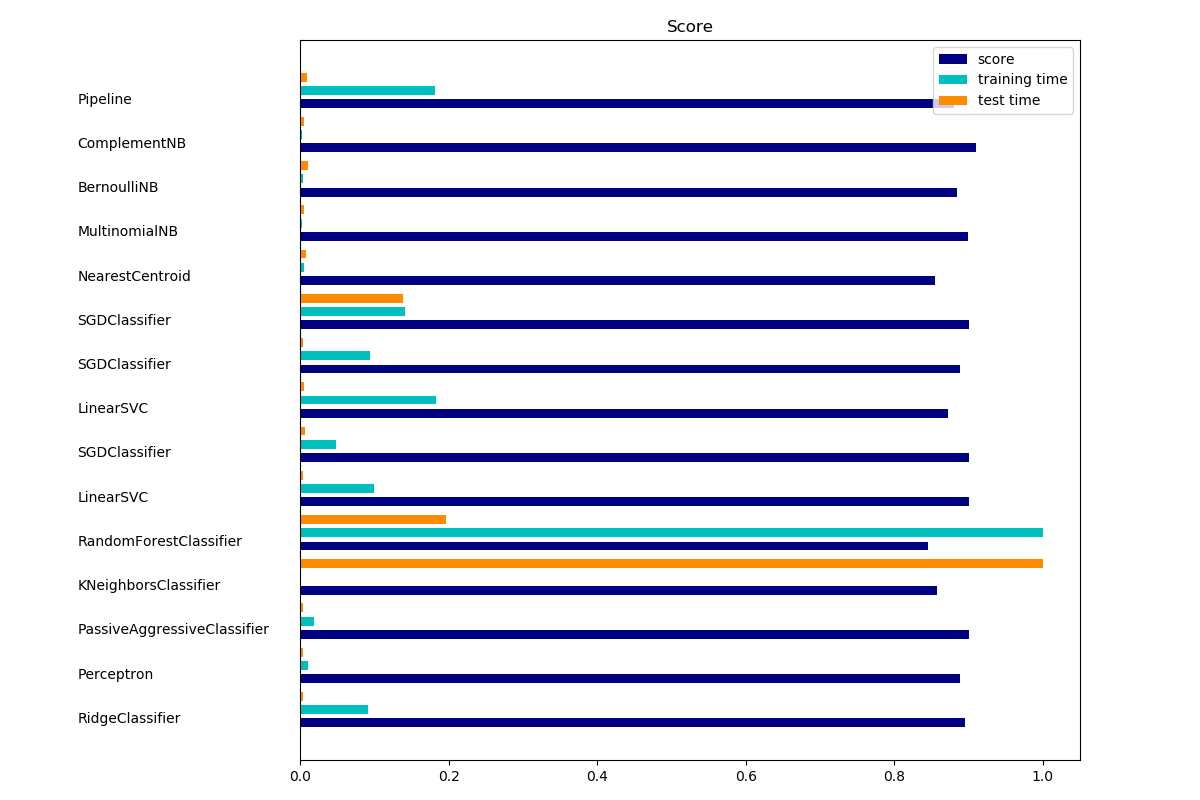 Score
score
training time
test time
Pipeline
ComplementNB
BernoulliNB
MultinomialNB
NearestCentroid
SGDClassifier
SGDClassifier
LinearSVC
SGDClassifier
LinearSVC
RandomForestClassifier
KNeighborsClassifier
PassiveAggressiveClassifier
Perceptron
RidgeClassifier
0.0 0.2 0.4 0.6 0.8 1.0